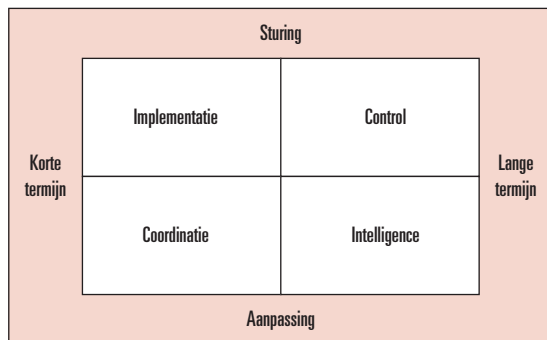 Sturing
Implementatie
Control
Korte
termijn
Lange
termijn
Coordinatie
Intelligence
Aanpassing